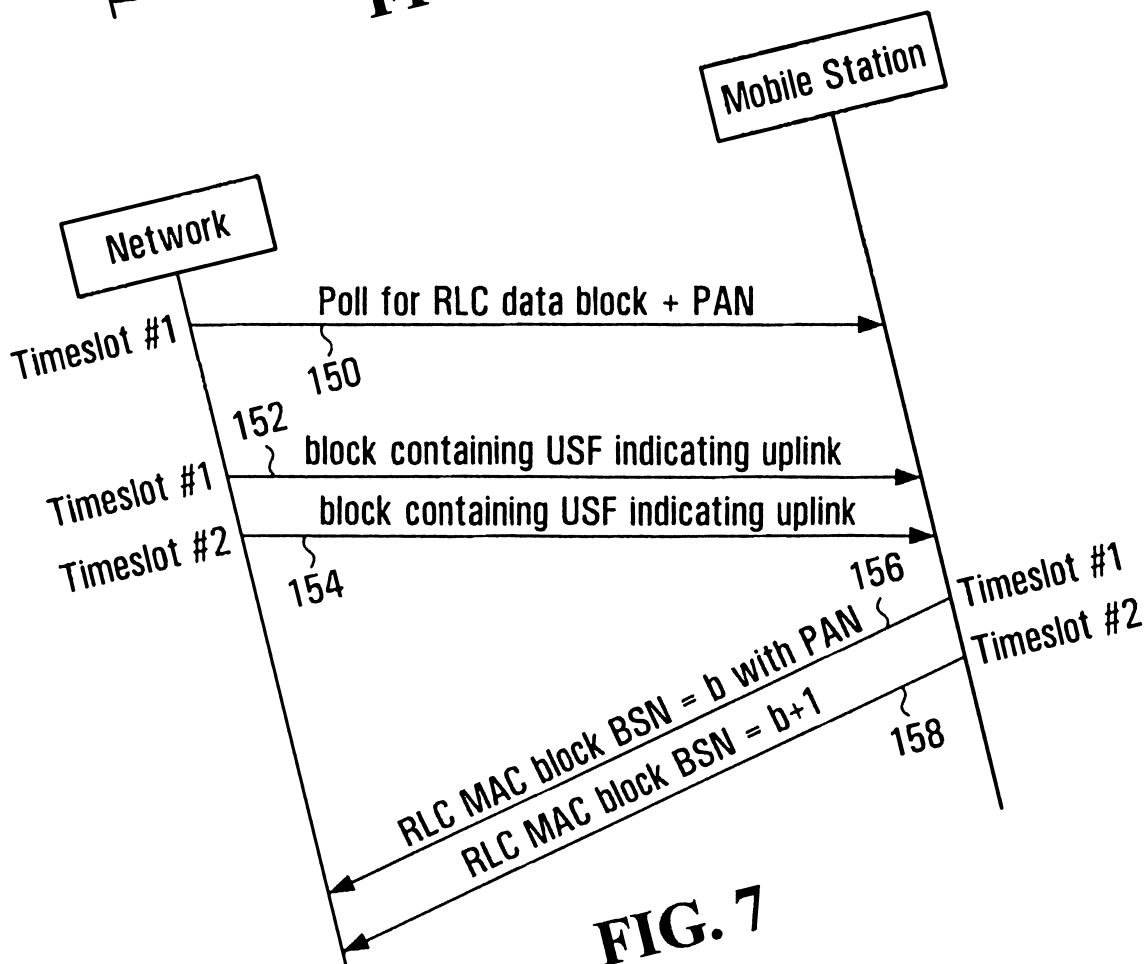 Mobile Station
Network
Timeslot #1
Poll for RLC data block + PAN
150
152
Timeslot #1
block containing USF indicating uplink
Timeslot #2
block containing USF indicating uplink
154
156
Timeslot #1
Timeslot #2
RLC MAC block BSN = b with PAN
RLC MAC block BSN = b+1
158
FIG. 7